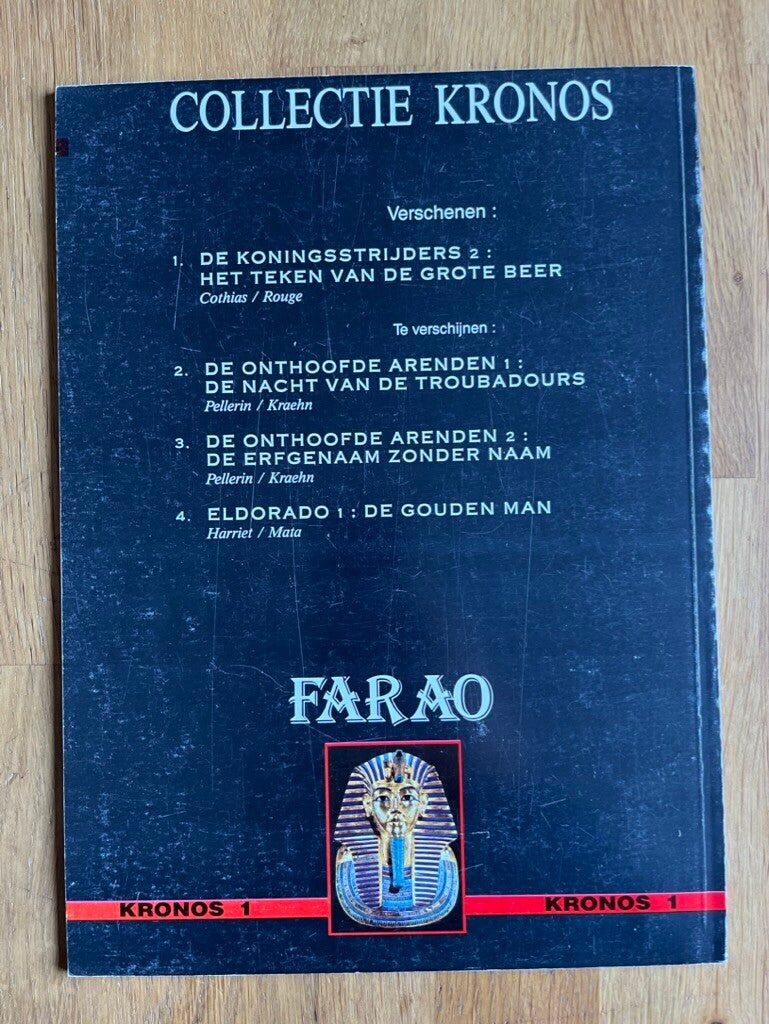 COLLECTIE KRONOS
Verschenen :
1. DE KONINGSSTRIJDERS 2 :
HET TEKEN VAN DE GROTE BEER
Cothias / Rouge
Te verschijnen :
2. DE ONTHOOFDE ARENDEN 1 :
DE NACHT VAN DE TROUBADOURS
Pellerin / Kraehn
3. DE ONTHOOFDE ARENDEN 2 :
DE ERFGENAAM ZONDER NAAM
Pellerin / Kraehn
4. ELDORADO 1 : DE GOUDEN MAN
Harriet / Mata
FARAO
KRONOS 1
KRONOS 1